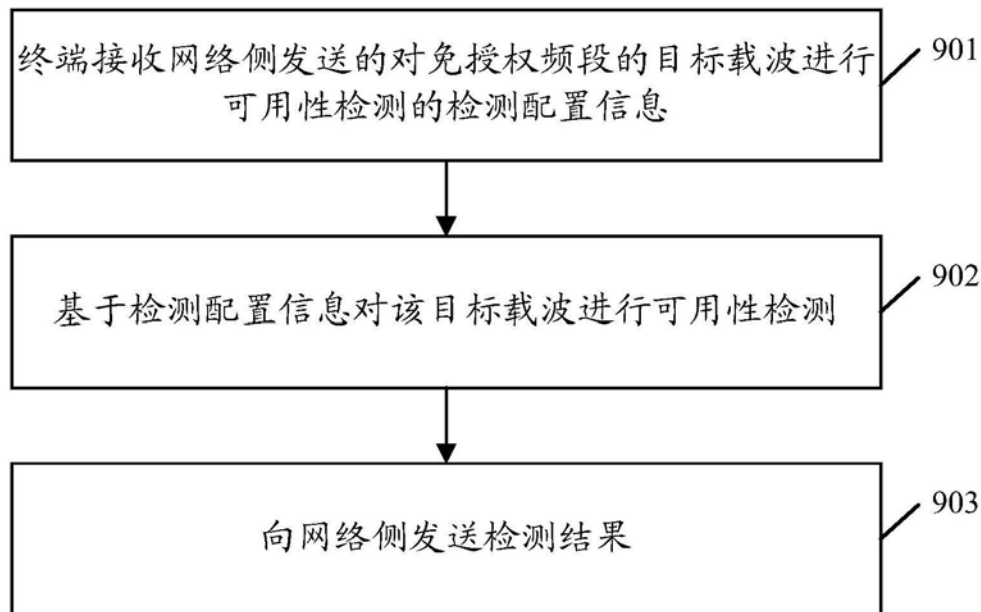 终端接收网络侧发送的对免授权频段的目标载波进行
可用性检测的检测配置信息
901
基于检测配置信息对该目标载波进行可用性检测
902
向网络侧发送检测结果
903